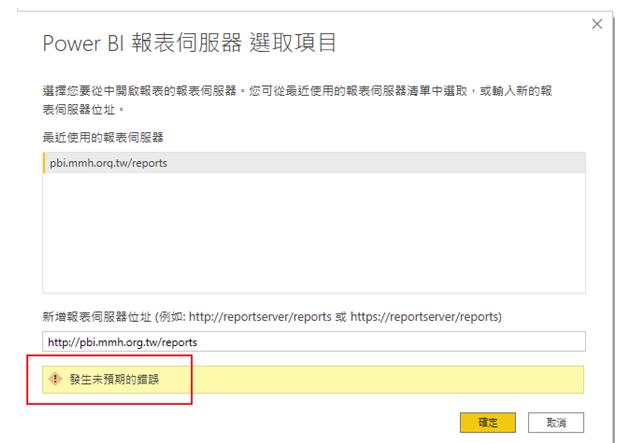 Power BI 報表伺服器 選取項目
選擇您要從中開啟報表的報表伺服器。您可從最近使用的報表伺服器清單中選取，或輸入新的報
表伺服器位址。
最近使用的報表伺服器
pbi.mmh.org.tw/reports
新增報表伺服器位址 (例如: http://reportserver/reports 或 https://reportserver/reports)
http://pbi.mmh.org.tw/reports
發生未預期的錯誤
確定 取消